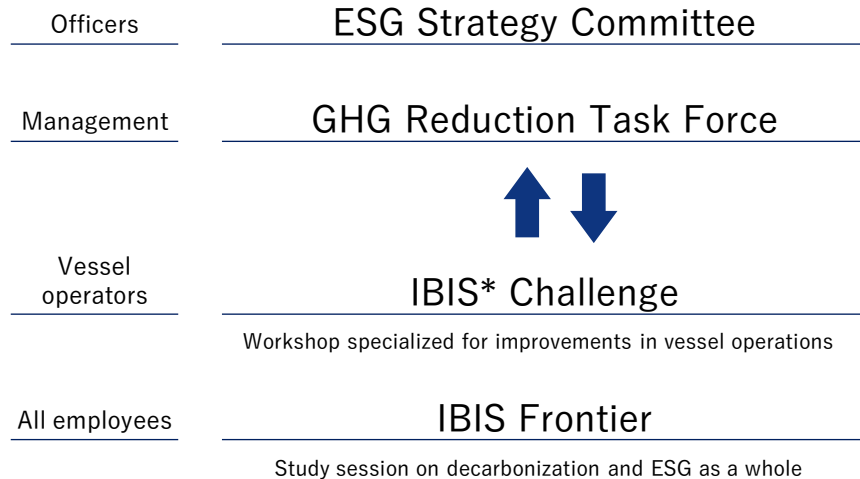 Officers
ESG Strategy Committee
Management
GHG Reduction Task Force
Vessel
operators
IBIS* Challenge
Workshop specialized for improvements in vessel operations
All employees
IBIS Frontier
Study session on decarbonization and ESG as a whole